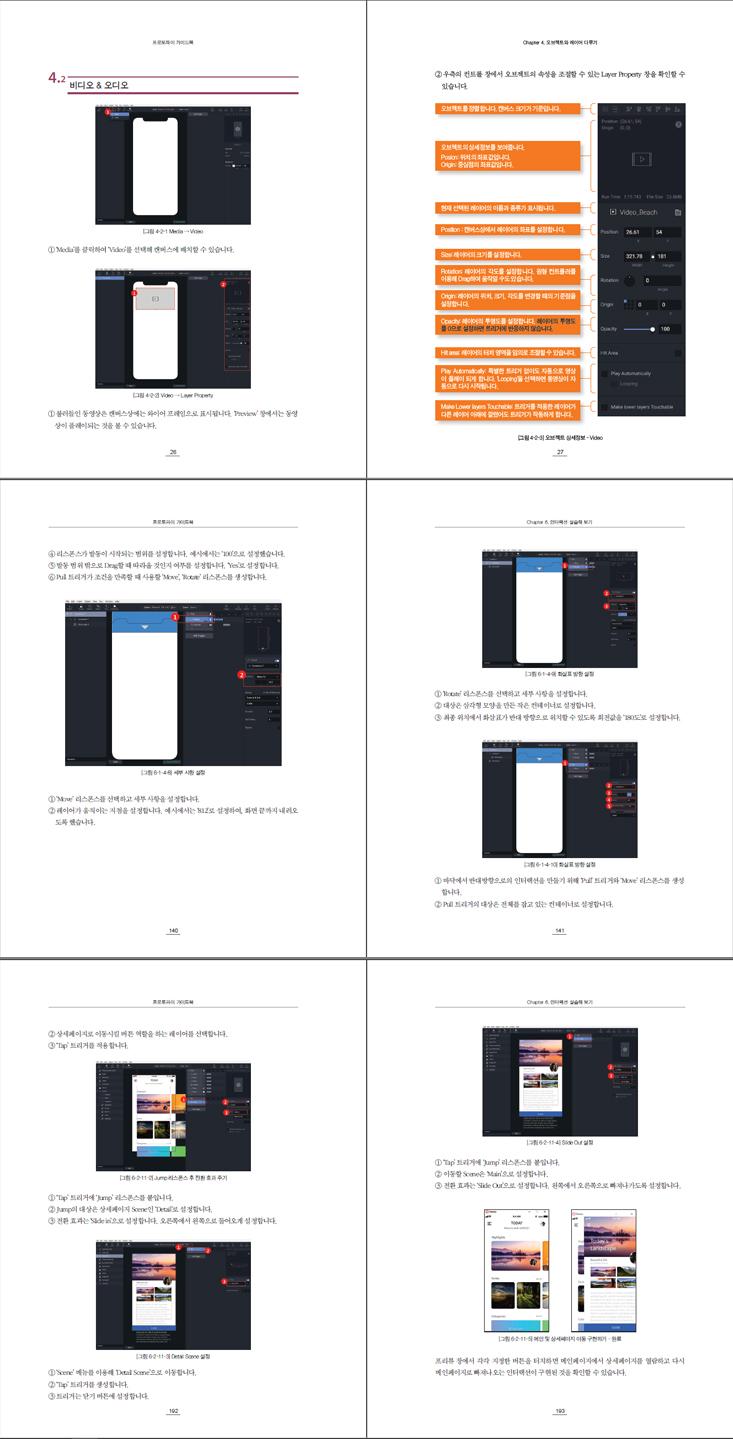 프로토파이 가이드북
4.2 비디오 & 오디오
[그림 4-2-1] Media → Video
① 'Media'를 클릭하여 'Video'를 선택해 캔버스에 배치할 수 있습니다.
[그림 4-2-2] Video → Layer Property
① 불러들인 동영상은 캔버스상에는 와이어 프레임으로 표시됩니다. 'Preview' 창에서는 동영
상이 플레이되는 것을 볼 수 있습니다.
26
Chapter 4. 오브젝트와 레이어 다루기
② 우측의 컨트롤 창에서 오브젝트의 속성을 조절할 수 있는 Layer Property 창을 확인할 수
있습니다.
오브젝트를 정렬합니다. 캔버스 크기가 기준입니다.
오브젝트의 상세정보를 보여줍니다.
Posion: 위치의 좌표값입니다.
Origin: 중심점의 좌표값입니다.
현재 선택된 레이어의 이름과 종류가 표시됩니다.
Position : 캔버스상에서 레이어의 좌표를 설정합니다.
Size: 레이어의 크기를 설정합니다.
Rotation: 레이어의 각도를 설정합니다. 원형 컨트롤러를
이용해 Drag하여 움직일 수도 있습니다.
Origin: 레이어의 위치, 크기, 각도를 변경할 때의 기준점을
설정합니다.
Opacity: 레이어의 투명도를 설정합니다. 레이어의 투명도
를 0으로 설정하면 트리거에 반응하지 않습니다.
Hit area: 레이어의 터치 영역을 임의로 조절할 수 있습니다.
Play Automatically: 특별한 트리거 없이도 자동으로 영상
이 플레이 되게 합니다. 'Looping'을 선택하면 동영상이 자
동으로 다시 시작됩니다.
Make Lower layers Touchable: 트리거를 적용한 레이어가
다른 레이어 아래에 깔렸어도 트리거가 작동하게 합니다.
Position (26.61, 54)
Origin (0, 0)
Run Time 1:15.743 File Size 23.8MB
Video_Beach
Position 26.61 54
X Y
Size 321.78 181
Width Height
Rotation 0
Angle
Origin 0 0
X Y
Opacity 100
Hit Area
Play Automatically
Looping
Make lower layers Touchable
[그림 4-2-3] 오브젝트 상세정보 - Video
27
프로토파이 가이드북
④ 리스폰스가 발동이 시작되는 범위를 설정합니다. 예시에서는 '100'으로 설정했습니다.
⑤ 발동 범위 밖으로 Drag할 때 따라올 것인지 여부를 설정합니다. 'Yes'로 설정합니다.
⑥ Pull 트리거가 조건을 만족할 때 사용할 'Move', 'Rotate' 리스폰스를 생성합니다.
[그림 6-1-4-8] 세부 사항 설정
① 'Move' 리스폰스를 선택하고 세부 사항을 설정합니다.
② 레이어가 움직이는 지점을 설정합니다. 예시에서는 '812'로 설정하여, 화면 끝까지 내려오
도록 했습니다.
140
Chapter 6. 인터랙션 실습해 보기
[그림 6-1-4-9] 화살표 방향 설정
① 'Rotate' 리스폰스를 선택하고 세부 사항을 설정합니다.
② 대상은 삼각형 모양을 만든 작은 컨테이너로 설정합니다.
③ 최종 위치에서 화살표가 반대 방향으로 위치할 수 있도록 회전값을 '180도'로 설정합니다.
[그림 6-1-4-10] 화살표 방향 설정
① 바닥에서 반대방향으로의 인터랙션을 만들기 위해 'Pull' 트리거와 'Move' 리스폰스를 생성
합니다.
② Pull 트리거의 대상은 전체를 잡고 있는 컨테이너로 설정합니다.
141
프로토파이 가이드북
② 상세페이지로 이동시킬 버튼 역할을 하는 레이어를 선택합니다.
③ 'Tap' 트리거를 적용합니다.
[그림 6-2-11-2] Jump 리스폰스 후 전환 효과 주기
① 'Tap' 트리거에 'Jump' 리스폰스를 붙입니다.
② Jump의 대상은 상세페이지 Scene인 'Detail'로 설정합니다.
③ 전환 효과는 'Slide in'으로 설정합니다. 오른쪽에서 왼쪽으로 들어오게 설정합니다.
[그림 6-2-11-3] Detail Scene 설정
① 'Scene' 메뉴를 이용해 'Detail Scene'으로 이동합니다.
② 'Tap' 트리거를 생성합니다.
③ 트리거는 닫기 버튼에 설정합니다.
192
Chapter 6. 인터랙션 실습해 보기
[그림 6-2-11-4] Slide Out 설정
① 'Tap' 트리거에 'Jump' 리스폰스를 붙입니다.
② 이동할 Scene은 'Main'으로 설정합니다.
③ 전환 효과는 'Slide Out'으로 설정합니다. 왼쪽에서 오른쪽으로 빠져나가도록 설정합니다.
TODAY
Highlights
Today's
Landscape
[그림 6-2-11-5] 메인 및 상세페이지 이동 구현하기 - 완료
프리뷰 창에서 각각 지정한 버튼을 터치하면 메인페이지에서 상세페이지를 열람하고 다시
메인페이지로 빠져나오는 인터랙션이 구현된 것을 확인할 수 있습니다.
193